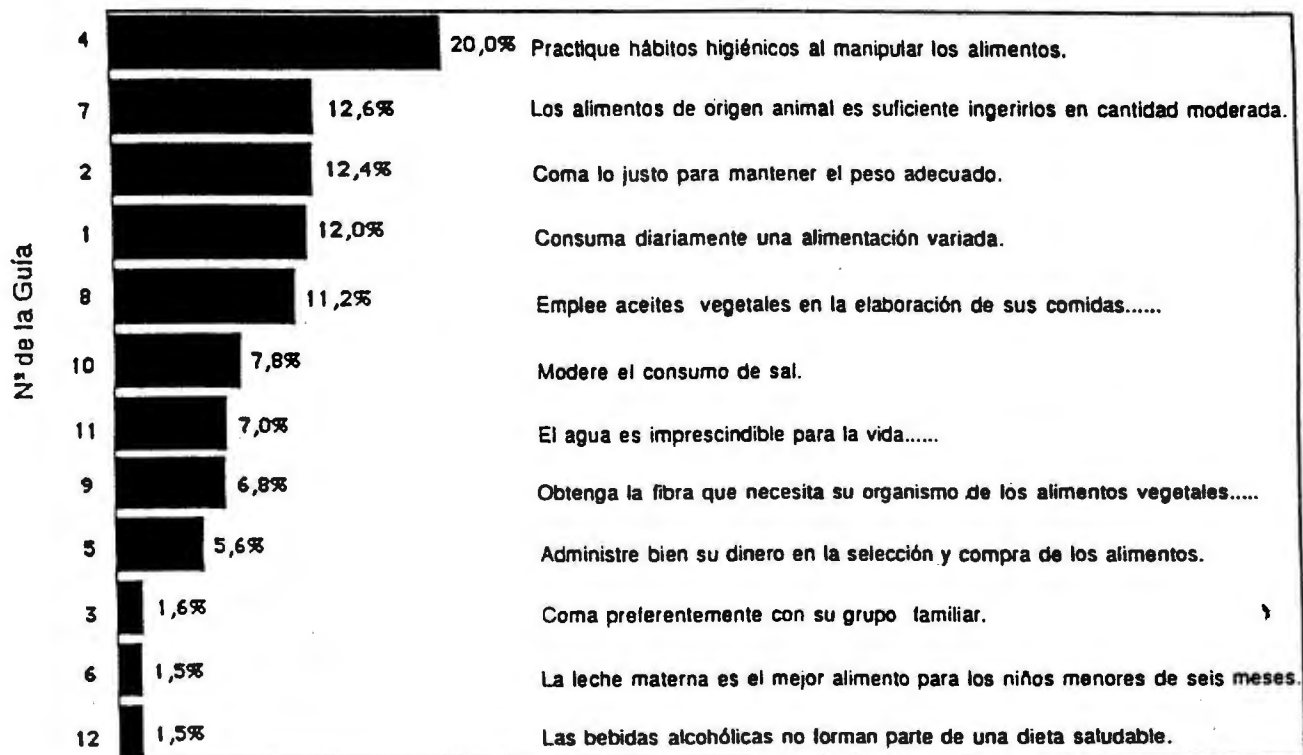 Nº de la Guía
4 20,0% Practique hábitos higiénicos al manipular los alimentos.
7 12,6% Los alimentos de origen animal es suficiente ingerirlos en cantidad moderada.
2 12,4% Coma lo justo para mantener el peso adecuado.
1 12,0% Consuma diariamente una alimentación variada.
8 11,2% Emplee aceites vegetales en la elaboración de sus comidas......
10 7,8% Modere el consumo de sal.
11 7,0% El agua es imprescindible para la vida......
9 6,8% Obtenga la fibra que necesita su organismo de los alimentos vegetales.....
5 5,6% Administre bien su dinero en la selección y compra de los alimentos.
3 1,6% Coma preferentemente con su grupo familiar.
6 1,5% La leche materna es el mejor alimento para los niños menores de seis meses.
12 1,5% Las bebidas alcohólicas no forman parte de una dieta saludable.